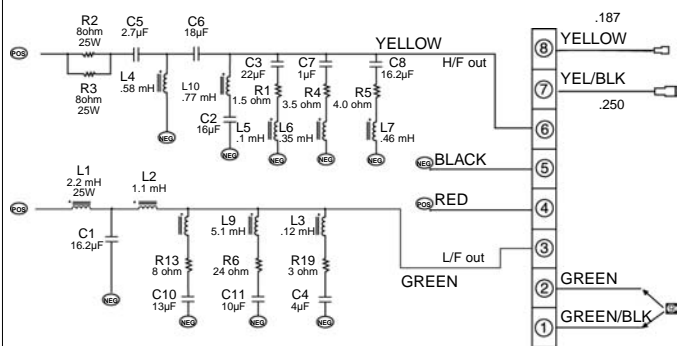 R2
8ohm
25W
C5
2.7µF
C6
18µF
POS
R3
8ohm
25W
L4
.58 mH
L10
.77 mH
C2
16µF
C3
22µF
R1
1.5 ohm
L5
.1 mH
C7
1µF
R4
3.5 ohm
L6
.35 mH
C8
16.2µF
R5
4.0 ohm
L7
.46 mH
YELLOW
H/F out
NEG
NEG
NEG
NEG
NEG
.187
8
YELLOW
7
YEL/BLK
.250
6
NEG
BLACK
5
POS
RED
4
3
L/F out
2
GREEN
1
GREEN/BLK
L1
2.2 mH
25W
L2
1.1 mH
POS
C1
16.2µF
NEG
R13
8 ohm
C10
13µF
NEG
L9
5.1 mH
R6
24 ohm
C11
10µF
NEG
L3
.12 mH
R19
3 ohm
C4
4µF
NEG
GREEN